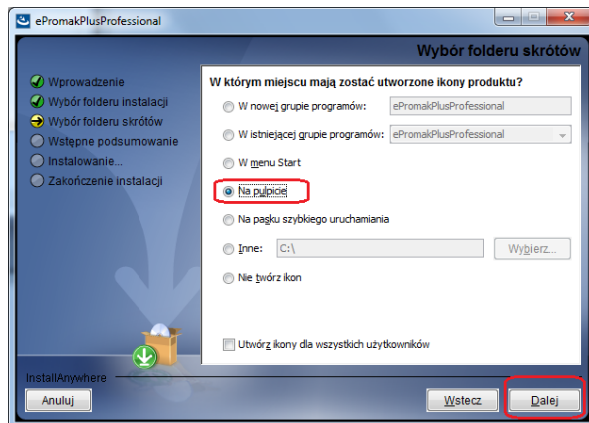 ePromakPlusProfessional
Wybór folderu skrótów
Wprowadzenie
Wybór folderu instalacji
Wybór folderu skrótów
Wstępne podsumowanie
Instalowanie...
Zakończenie instalacji
W którym miejscu mają zostać utworzone ikony produktu?
W nowej grupie programów: ePromakPlusProfessional
W istniejącej grupie programów: ePromakPlusProfessional
W menu Start
Na pulpicie
Na pasku szybkiego uruchamiania
Inne: C:\ Wybierz...
Nie twórz ikon
Utwórz ikony dla wszystkich użytkowników
InstallAnywhere
Anuluj Wstecz Dalej